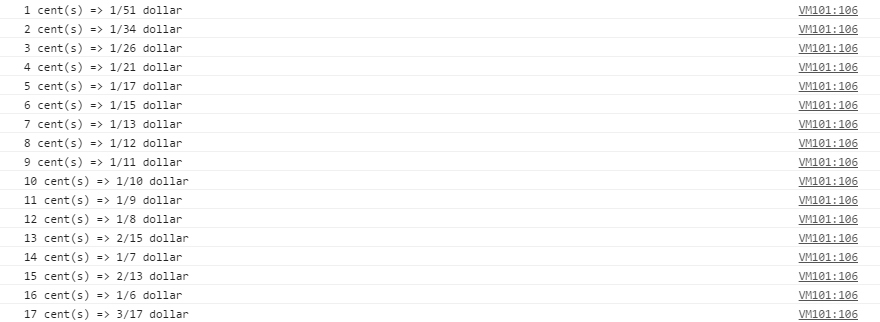 1 cent(s) => 1/51 dollar VM101:106
2 cent(s) => 1/34 dollar VM101:106
3 cent(s) => 1/26 dollar VM101:106
4 cent(s) => 1/21 dollar VM101:106
5 cent(s) => 1/17 dollar VM101:106
6 cent(s) => 1/15 dollar VM101:106
7 cent(s) => 1/13 dollar VM101:106
8 cent(s) => 1/12 dollar VM101:106
9 cent(s) => 1/11 dollar VM101:106
10 cent(s) => 1/10 dollar VM101:106
11 cent(s) => 1/9 dollar VM101:106
12 cent(s) => 1/8 dollar VM101:106
13 cent(s) => 2/15 dollar VM101:106
14 cent(s) => 1/7 dollar VM101:106
15 cent(s) => 2/13 dollar VM101:106
16 cent(s) => 1/6 dollar VM101:106
17 cent(s) => 3/17 dollar VM101:106